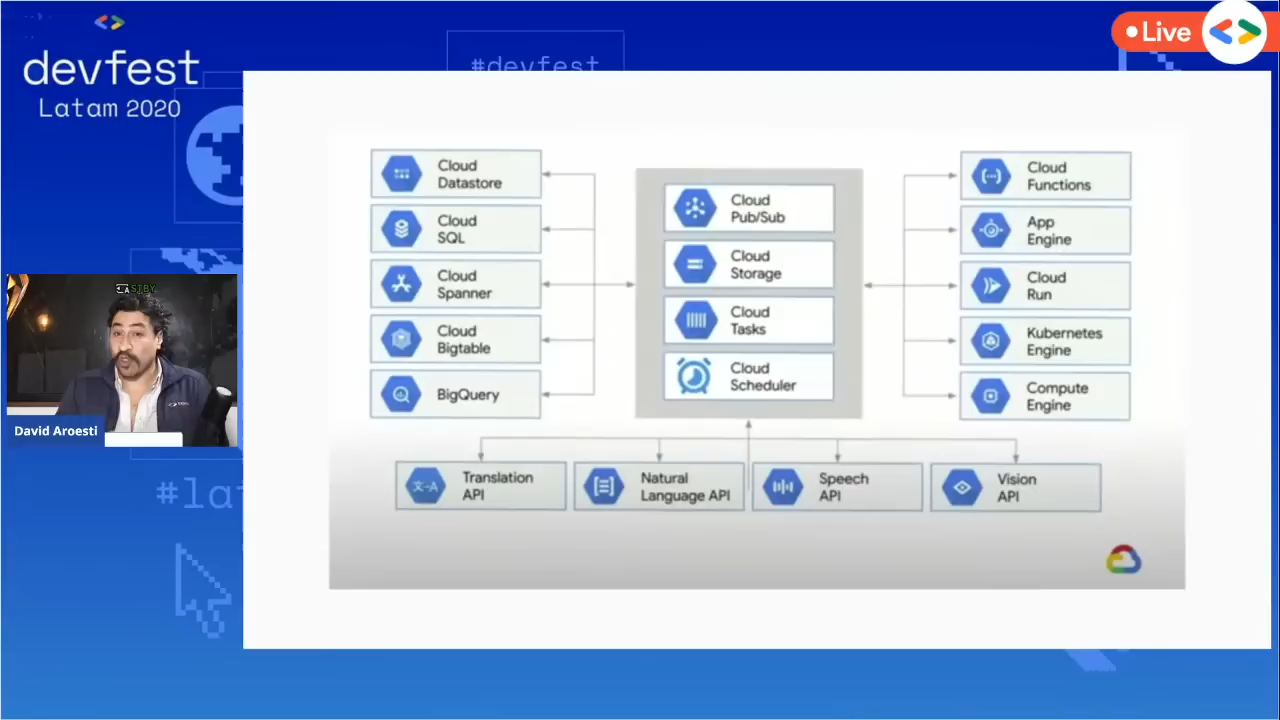 devfest
Latam 2020
#devfest
Live
Cloud
Datastore
Cloud
SQL
Cloud
Spanner
Cloud
Bigtable
BigQuery
Cloud
Pub/Sub
Cloud
Storage
Cloud
Tasks
Cloud
Scheduler
Cloud
Functions
App
Engine
Cloud
Run
Kubernetes
Engine
Compute
Engine
Translation
API
Natural
Language API
Speech
API
Vision
API
STBY
David Aroesti
#la